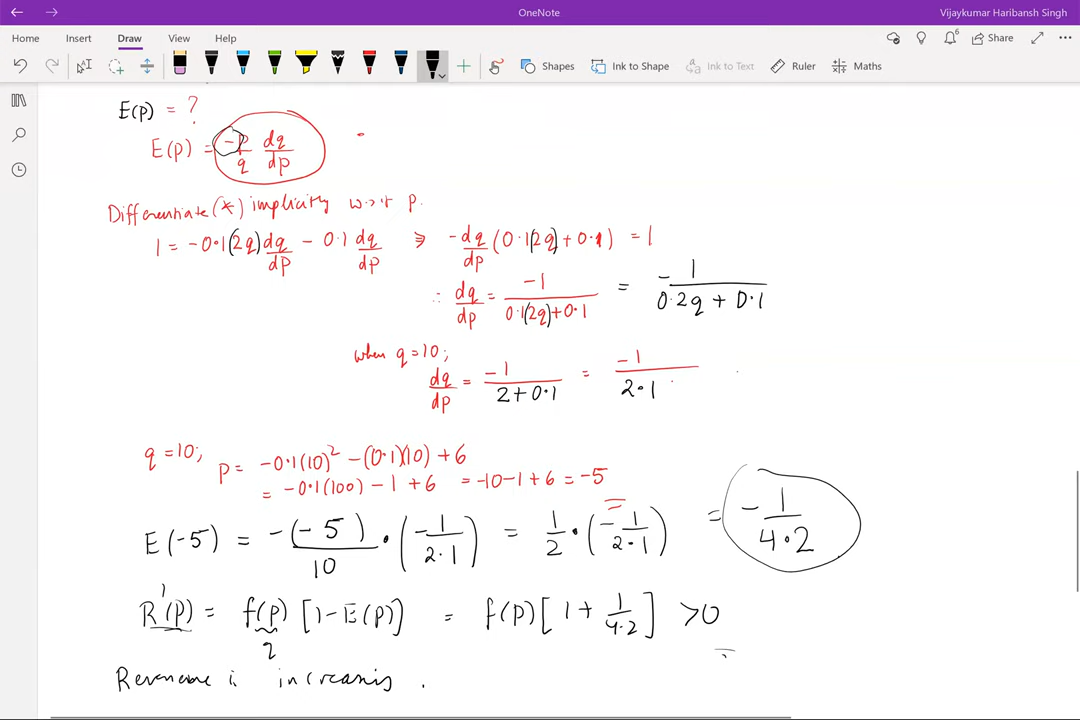 OneNote
Vijaykumar Haribansh Singh
Home Insert Draw View Help
Share
Shapes Ink to Shape Ink to Text Ruler Maths
E(p) = ?
E(p) = -p/q dq/dp
Differentiate (*) implicitly w.r.t p.
1 = -0.1(2q) dq/dp - 0.1 dq/dp ⇒ -dq/dp (0.1(2q) + 0.1) = 1
∴ dq/dp = -1/(0.1(2q)+0.1) = -1/(0.2q + 0.1)
when q=10;
dq/dp = -1/(2+0.1) = -1/2.1
q=10; p = -0.1(10)² - (0.1)(10) + 6
= -0.1(100) - 1 + 6 = -10-1+6 = -5
E(-5) = -(-5)/10 · (-1/2.1) = 1/2 · (-1/2.1) = -1/4.2
R'(p) = f(p) [1-E(p)] = f(p) [1 + 1/4.2] >0
2
Revenue is increasing.